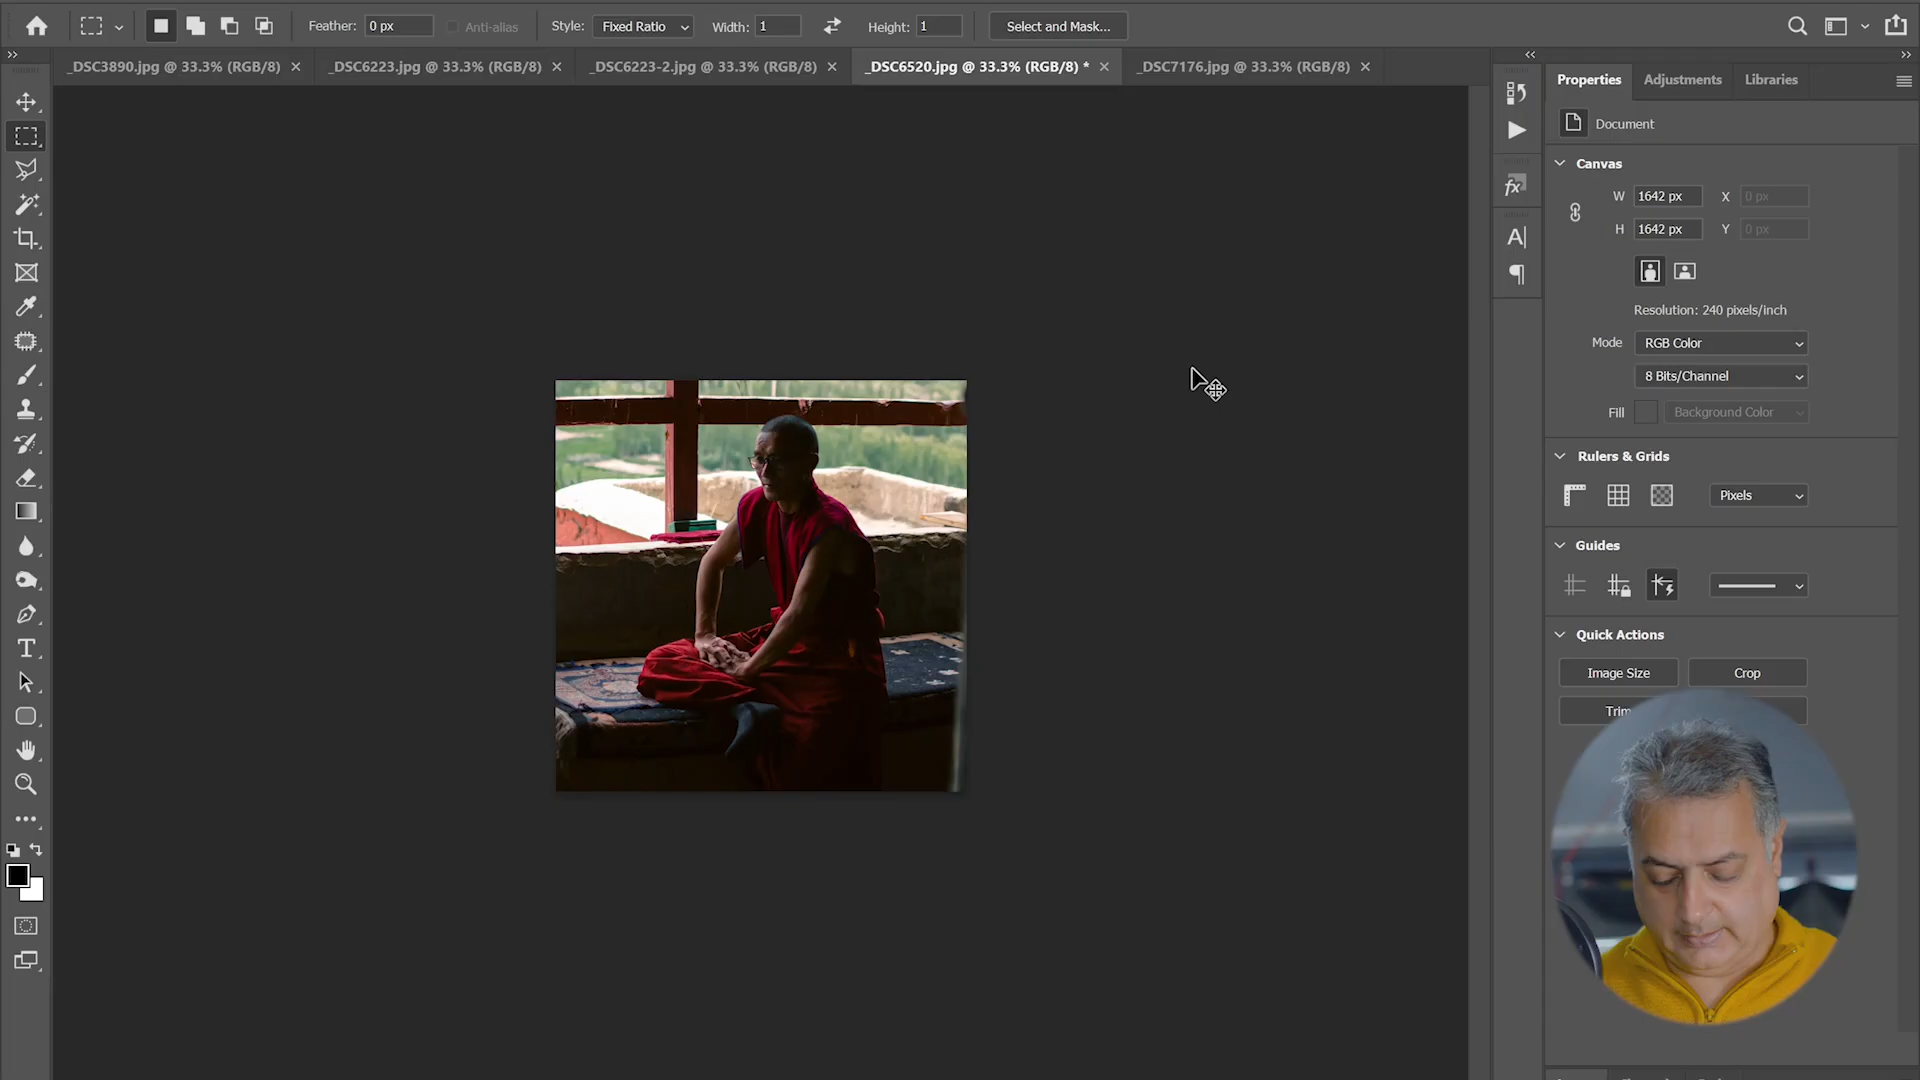 Feather: 0 px Anti-alias Style: Fixed Ratio Width: 1 Height: 1 Select and Mask...
_DSC3890.jpg @ 33.3% (RGB/8) _DSC6223.jpg @ 33.3% (RGB/8) _DSC6223-2.jpg @ 33.3% (RGB/8) _DSC6520.jpg @ 33.3% (RGB/8) * _DSC7176.jpg @ 33.3% (RGB/8)
Properties Adjustments Libraries
Document
Canvas
W 1642 px X 0 px
H 1642 px Y 0 px
Resolution: 240 pixels/inch
Mode RGB Color
8 Bits/Channel
Fill Background Color
Rulers & Grids
Pixels
Guides
Quick Actions
Image Size Crop
Trim